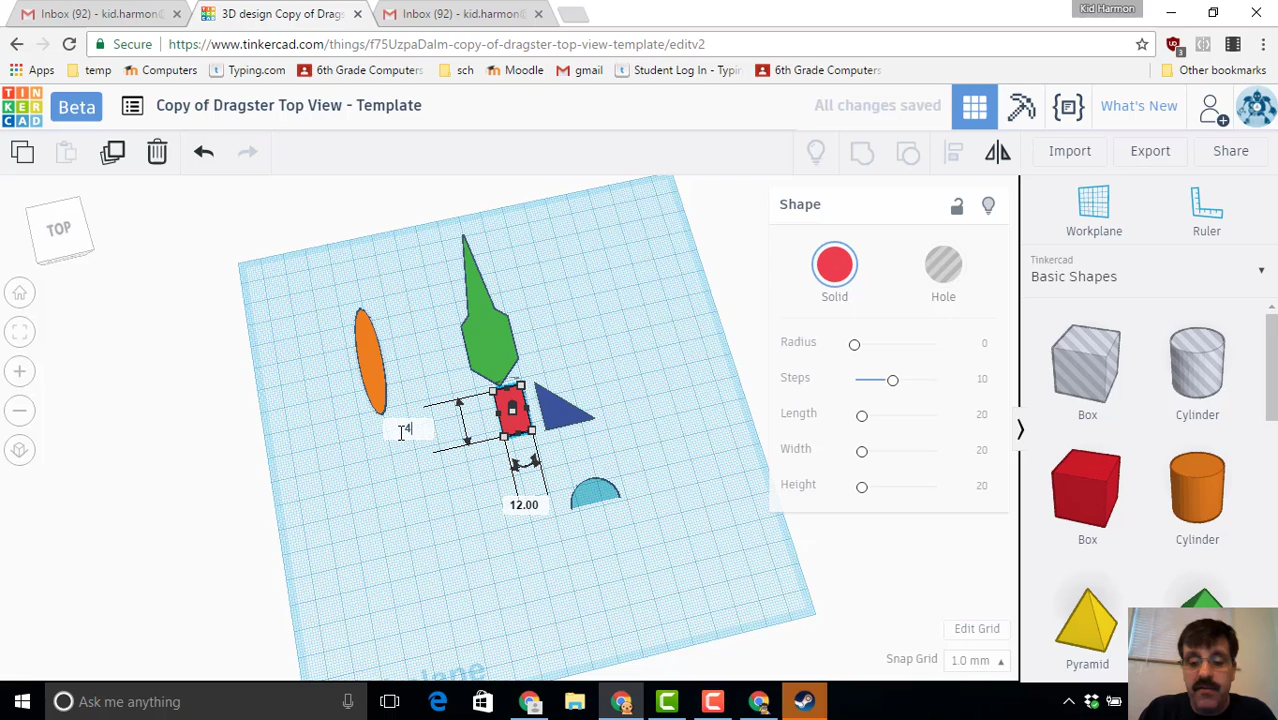 Inbox (92) - kid.harmon@
3D design Copy of Drags
Inbox (92) - kid.harmon@
Kid Harmon
Secure
https://www.tinkercad.com/things/f75UzpaDaIm-copy-of-dragster-top-view-template/editv2
Apps
temp
Computers
Typing.com
6th Grade Computers
sch
Moodle
gmail
Student Log In - Typin
6th Grade Computers
Other bookmarks
TIN
KER
CAD
Beta
Copy of Dragster Top View - Template
All changes saved
What's New
Import
Export
Share
TOP
Shape
Solid
Hole
Radius 0
Steps 10
Length 20
Width 20
Height 20
4
12.00
Workplane
Ruler
Tinkercad
Basic Shapes
Box
Cylinder
Box
Cylinder
Pyramid
Edit Grid
Snap Grid 1.0 mm
Ask me anything